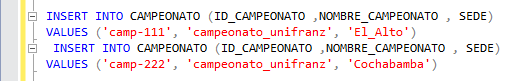 INSERT INTO CAMPEONATO (ID_CAMPEONATO ,NOMBRE_CAMPEONATO , SEDE)
VALUES ('camp-111', 'campeonato_unifranz', 'El_Alto')
INSERT INTO CAMPEONATO (ID_CAMPEONATO ,NOMBRE_CAMPEONATO , SEDE)
VALUES ('camp-222', 'campeonato_unifranz', 'Cochabamba')